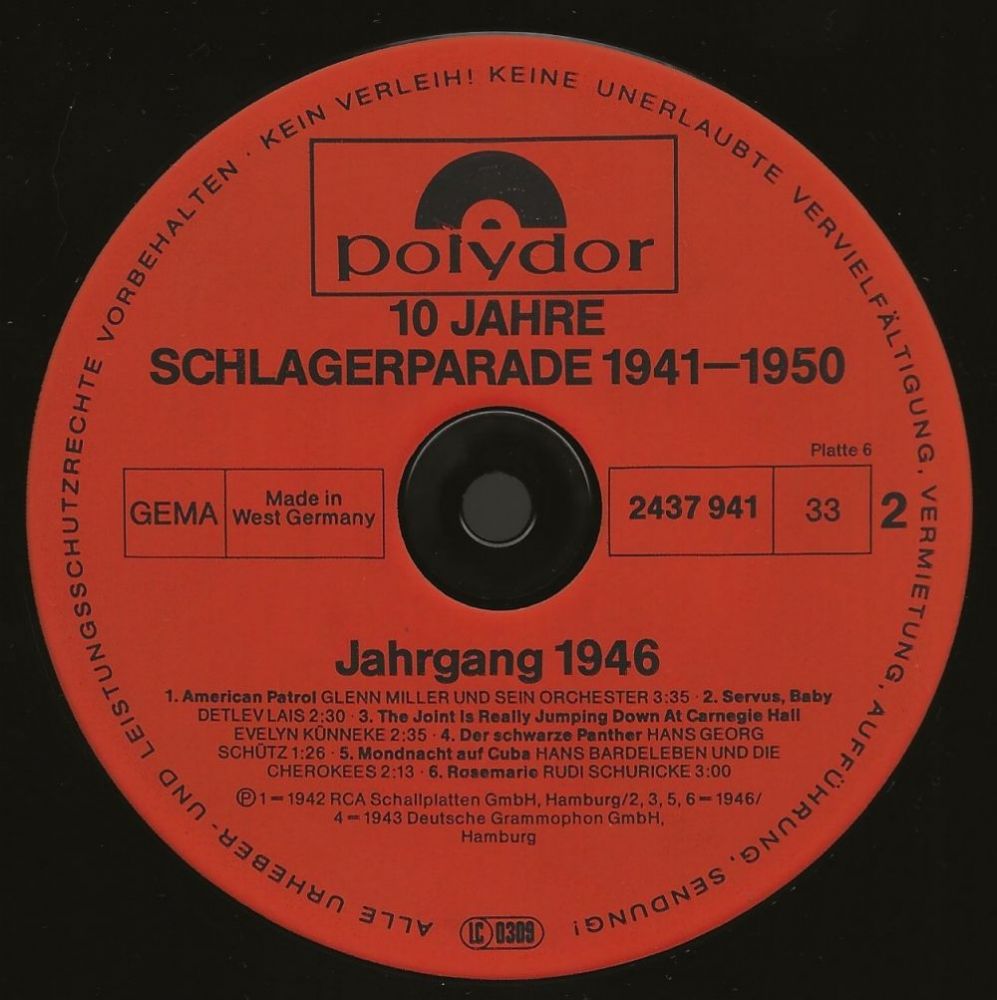 ALLE URHEBER- UND LEISTUNGSSCHUTZRECHTE VORBEHALTEN · KEIN VERLEIH! KEINE UNERLAUBTE VERVIELFÄLTIGUNG, VERMIETUNG, AUFFÜHRUNG, SENDUNG!
polydor
10 JAHRE
SCHLAGERPARADE 1941—1950
Platte 6
GEMA
Made in
West Germany
2437 941
33
2
Jahrgang 1946
1. American Patrol GLENN MILLER UND SEIN ORCHESTER 3:35 · 2. Servus, Baby
DETLEV LAIS 2:30 · 3. The Joint Is Really Jumping Down At Carnegie Hall
EVELYN KÜNNEKE 2:35 · 4. Der schwarze Panther HANS GEORG
SCHÜTZ 1:26 · 5. Mondnacht auf Cuba HANS BARDELEBEN UND DIE
CHEROKEES 2:13 · 6. Rosemarie RUDI SCHURICKE 3:00
Ⓟ 1 — 1942 RCA Schallplatten GmbH, Hamburg/2, 3, 5, 6 — 1946/
4 — 1943 Deutsche Grammophon GmbH,
Hamburg
LC 0309